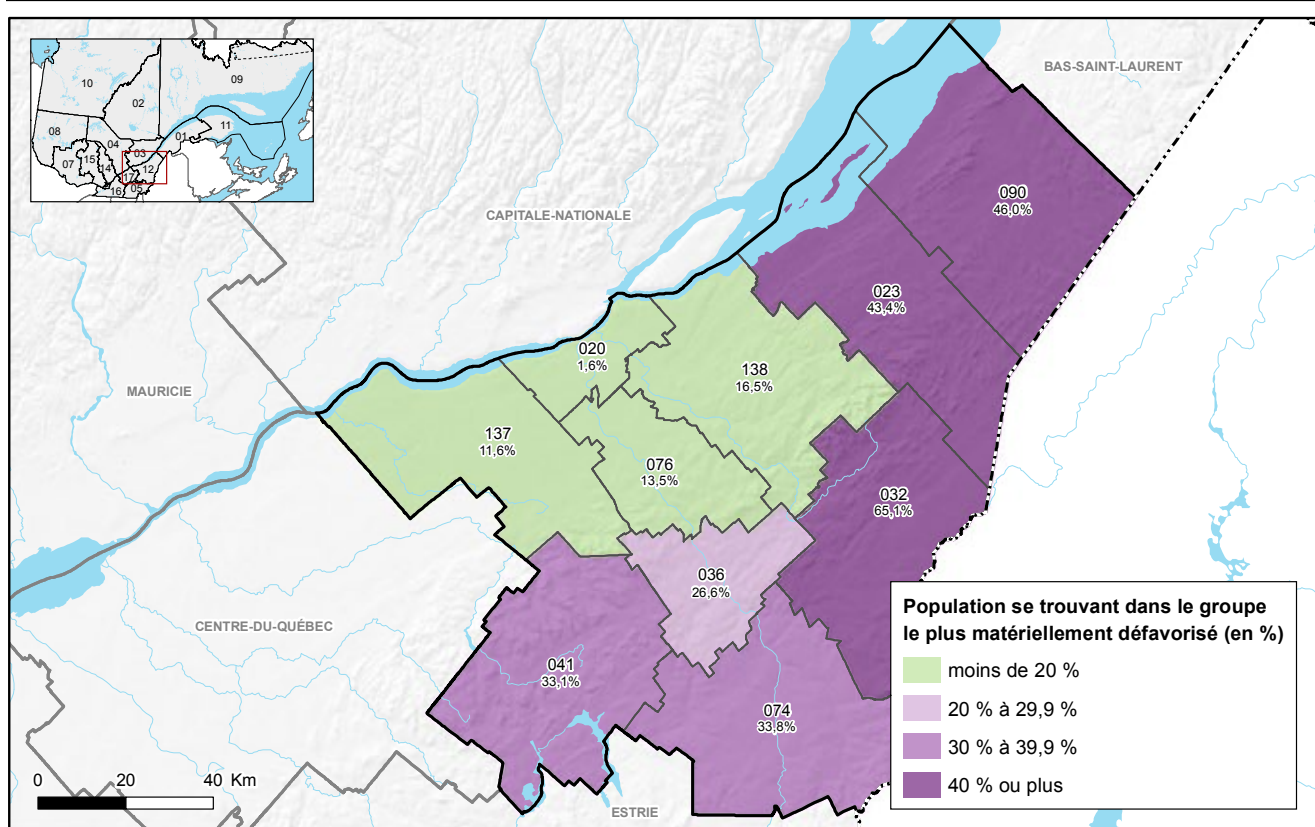 10
02
09
08
04
01
11
07
15
14
03
12
17
16
05
BAS-SAINT-LAURENT
CAPITALE-NATIONALE
MAURICIE
CENTRE-DU-QUÉBEC
ESTRIE
090
46,0%
023
43,4%
020
1,6%
138
16,5%
137
11,6%
076
13,5%
032
65,1%
036
26,6%
041
33,1%
074
33,8%
0 20 40 Km
Population se trouvant dans le groupe
le plus matériellement défavorisé (en %)
moins de 20 %
20 % à 29,9 %
30 % à 39,9 %
40 % ou plus